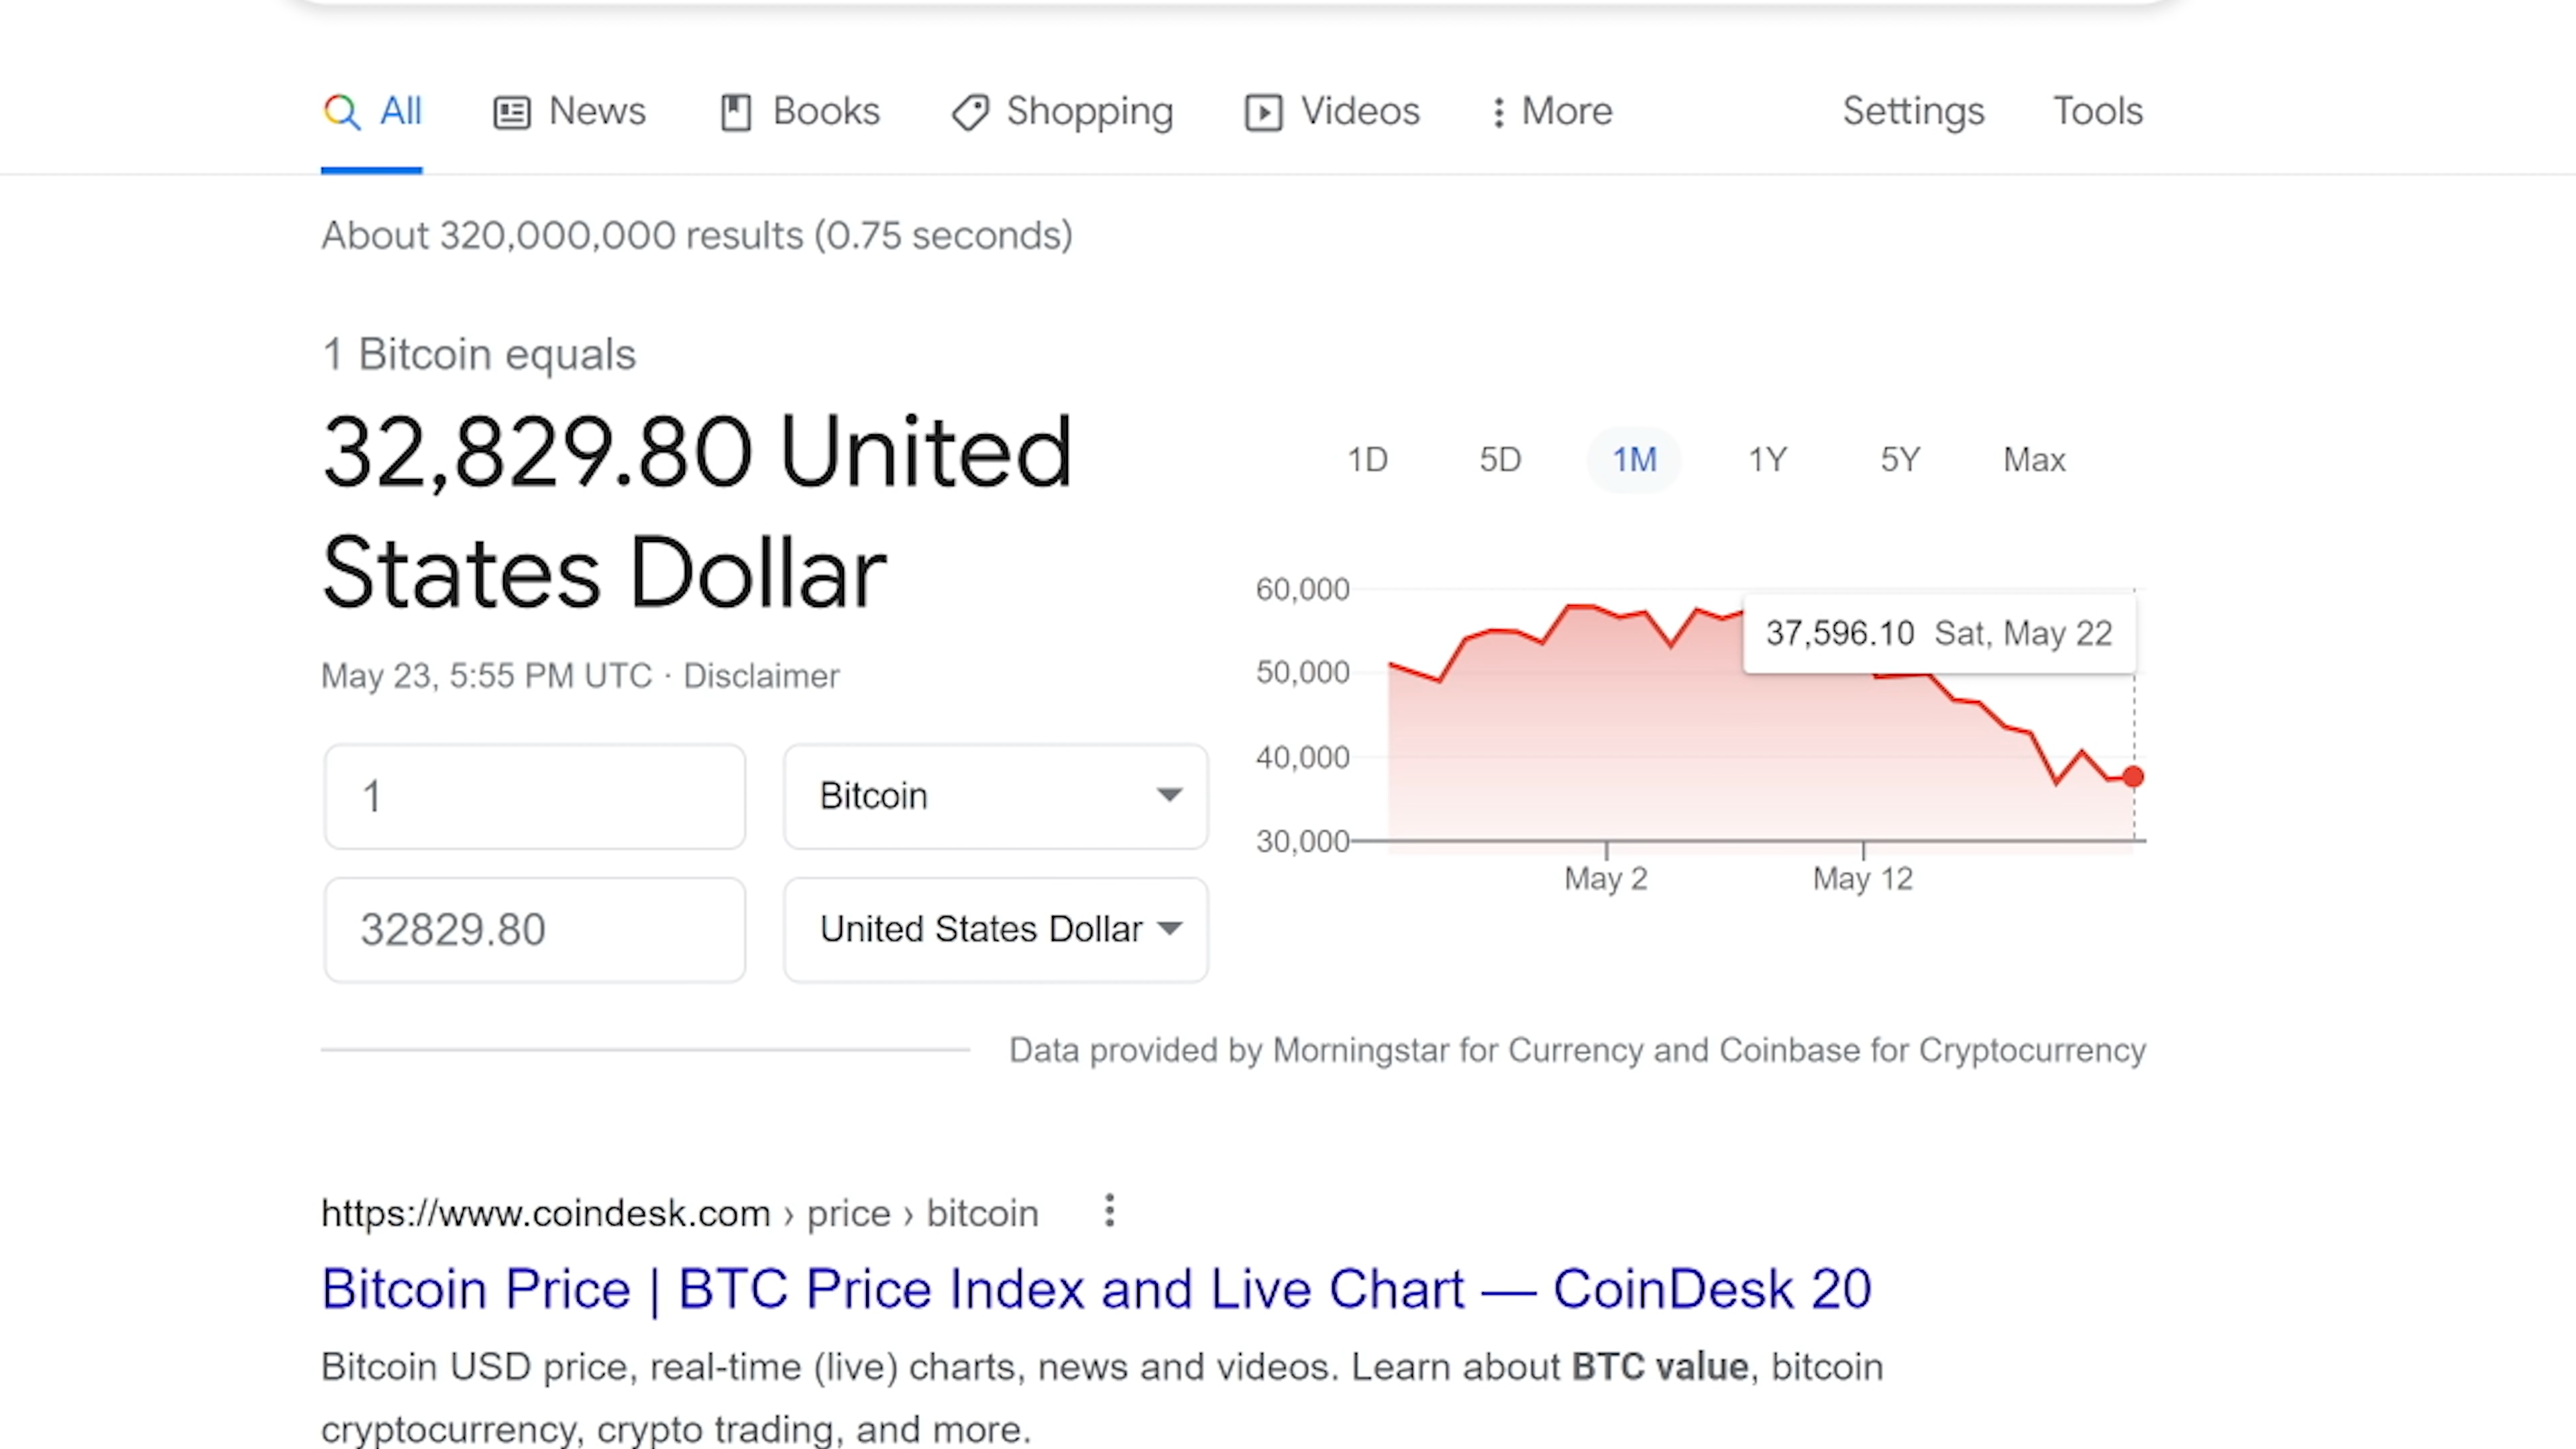 All News Books Shopping Videos More Settings Tools
About 320,000,000 results (0.75 seconds)
1 Bitcoin equals
32,829.80 United
States Dollar
May 23, 5:55 PM UTC · Disclaimer
1 Bitcoin
32829.80 United States Dollar
1D 5D 1M 1Y 5Y Max
60,000
37,596.10 Sat, May 22
50,000
40,000
30,000
May 2 May 12
Data provided by Morningstar for Currency and Coinbase for Cryptocurrency
https://www.coindesk.com › price › bitcoin
Bitcoin Price | BTC Price Index and Live Chart — CoinDesk 20
Bitcoin USD price, real-time (live) charts, news and videos. Learn about BTC value, bitcoin
cryptocurrency, crypto trading, and more.